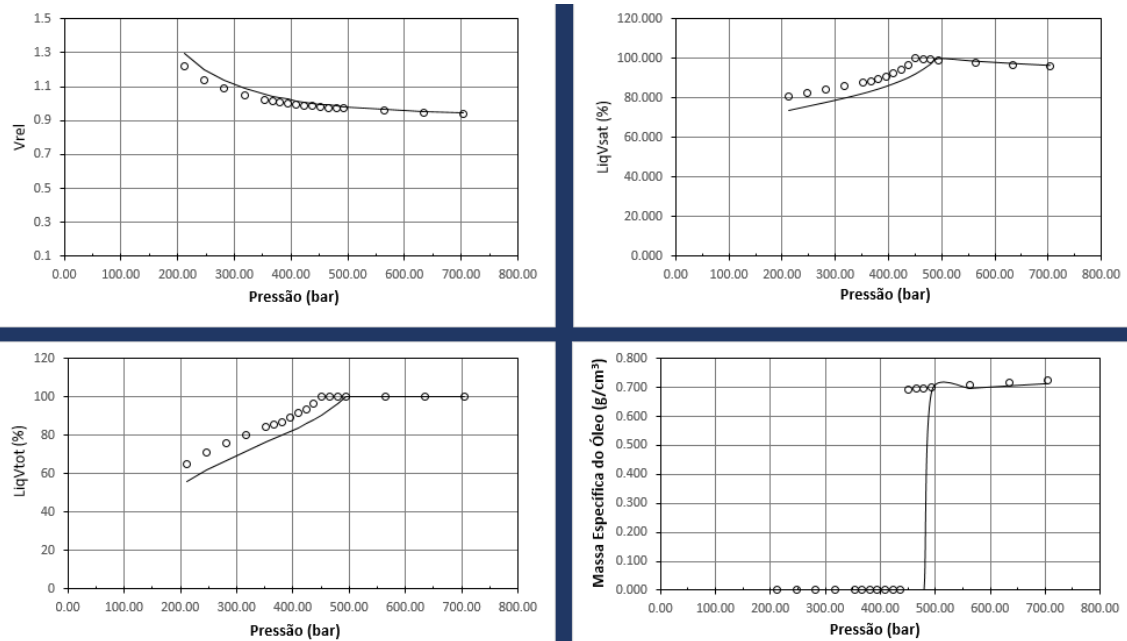 Vrel
1.5
1.3
1.1
0.9
0.7
0.5
0.3
0.1
0.00 100.00 200.00 300.00 400.00 500.00 600.00 700.00 800.00
Pressão (bar)
LiqVsat (%)
120.000
100.000
80.000
60.000
40.000
20.000
0.000
0.00 100.00 200.00 300.00 400.00 500.00 600.00 700.00 800.00
Pressão (bar)
LiqVtot (%)
120
100
80
60
40
20
0
0.00 100.00 200.00 300.00 400.00 500.00 600.00 700.00 800.00
Pressão (bar)
Massa Específica do Óleo (g/cm³)
0.800
0.700
0.600
0.500
0.400
0.300
0.200
0.100
0.000
0.00 100.00 200.00 300.00 400.00 500.00 600.00 700.00 800.00
Pressão (bar)